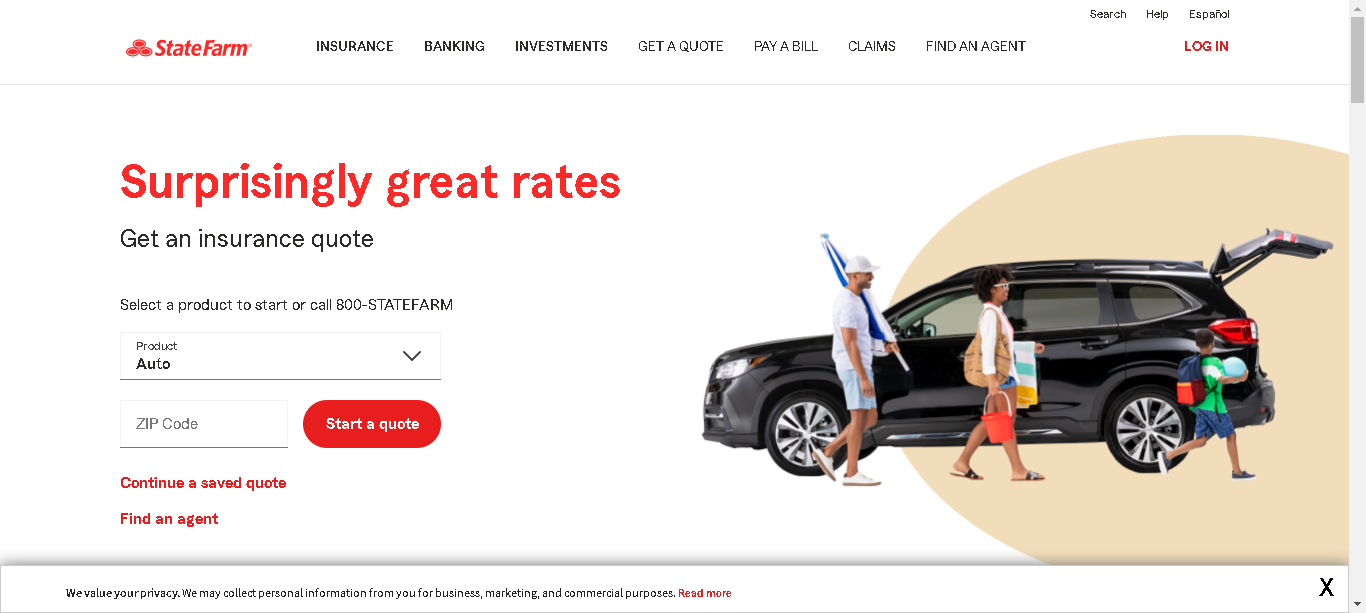 Search Help Español
State Farm INSURANCE BANKING INVESTMENTS GET A QUOTE PAY A BILL CLAIMS FIND AN AGENT LOG IN
Surprisingly great rates
Get an insurance quote
Select a product to start or call 800-STATEFARM
Product
Auto
ZIP Code Start a quote
Continue a saved quote
Find an agent
We value your privacy. We may collect personal information from you for business, marketing, and commercial purposes. Read more X